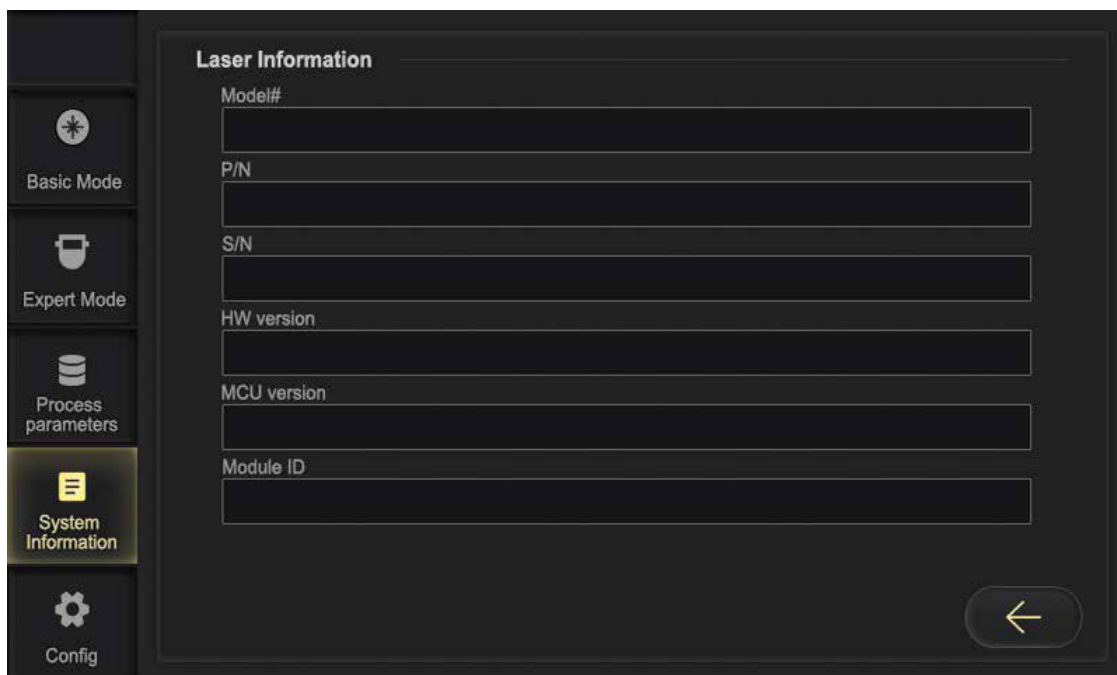 Laser Information
Model#
P/N
S/N
HW version
MCU version
Module ID
Basic Mode
Expert Mode
Process
parameters
System
Information
Config